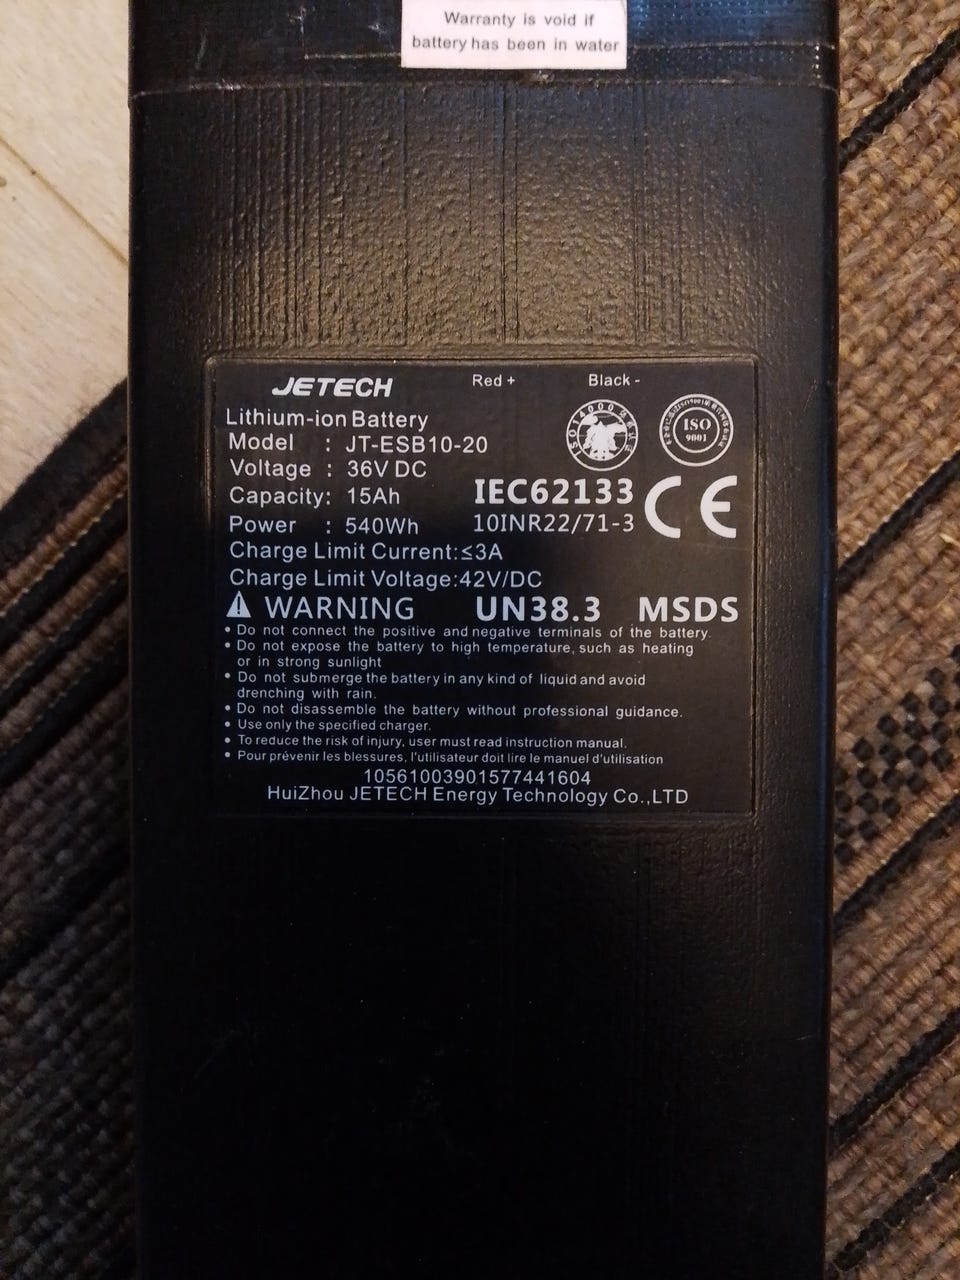 Warranty is void if
battery has been in water
JETECH Red + Black -
Lithium-ion Battery
Model : JT-ESB10-20
ISO14000
ISO
9001
Voltage : 36V DC
Capacity: 15Ah IEC62133 CE
Power : 540Wh 10INR22/71-3
Charge Limit Current:≤3A
Charge Limit Voltage:42V/DC
WARNING UN38.3 MSDS
• Do not connect the positive and negative terminals of the battery.
• Do not expose the battery to high temperature, such as heating
or in strong sunlight
• Do not submerge the battery in any kind of liquid and avoid
drenching with rain.
• Do not disassemble the battery without professional guidance.
• Use only the specified charger.
• To reduce the risk of injury, user must read instruction manual.
• Pour prévenir les blessures, l'utilisateur doit lire le manuel d'utilisation
10561003901577441604
HuiZhou JETECH Energy Technology Co.,LTD